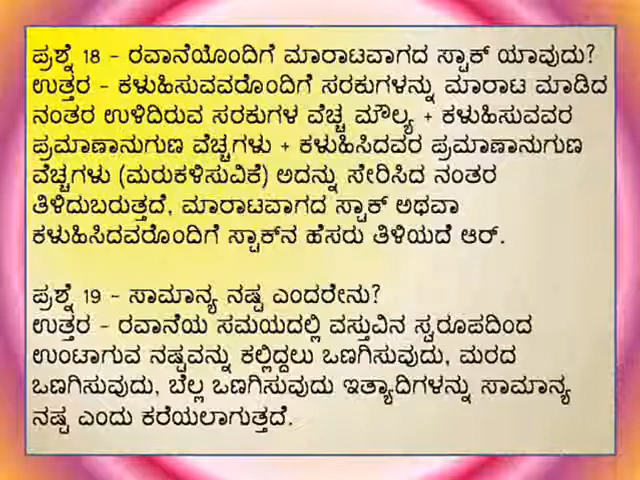 ಪ್ರಶ್ನೆ 18 - ರವಾನೆಯೊಂದಿಗೆ ಮಾರಾಟವಾಗದ ಸ್ಟಾಕ್ ಯಾವುದು?
ಉತ್ತರ - ಕಳುಹಿಸುವವರೊಂದಿಗೆ ಸರಕುಗಳನ್ನು ಮಾರಾಟ ಮಾಡಿದ
ನಂತರ ಉಳಿದಿರುವ ಸರಕುಗಳ ವೆಚ್ಚ ಮೌಲ್ಯ + ಕಳುಹಿಸುವವರ
ಪ್ರಮಾಣಾನುಗುಣ ವೆಚ್ಚಗಳು + ಕಳುಹಿಸಿದವರ ಪ್ರಮಾಣಾನುಗುಣ
ವೆಚ್ಚಗಳು (ಮರುಕಳಿಸುವಿಕೆ) ಅದನ್ನು ಸೇರಿಸಿದ ನಂತರ
ತಿಳಿದುಬರುತ್ತದೆ, ಮಾರಾಟವಾಗದ ಸ್ಟಾಕ್ ಅಥವಾ
ಕಳುಹಿಸಿದವರೊಂದಿಗೆ ಸ್ಟಾಕ್‌ನ ಹೆಸರು ತಿಳಿಯದೆ ಆರ್.
ಪ್ರಶ್ನೆ 19 - ಸಾಮಾನ್ಯ ನಷ್ಟ ಎಂದರೇನು?
ಉತ್ತರ - ರವಾನೆಯ ಸಮಯದಲ್ಲಿ ವಸ್ತುವಿನ ಸ್ವರೂಪದಿಂದ
ಉಂಟಾಗುವ ನಷ್ಟವನ್ನು ಕಲ್ಲಿದ್ದಲು ಒಣಗಿಸುವುದು, ಮರದ
ಒಣಗಿಸುವುದು, ಬೆಲ್ಲ ಒಣಗಿಸುವುದು ಇತ್ಯಾದಿಗಳನ್ನು ಸಾಮಾನ್ಯ
ನಷ್ಟ ಎಂದು ಕರೆಯಲಾಗುತ್ತದೆ.